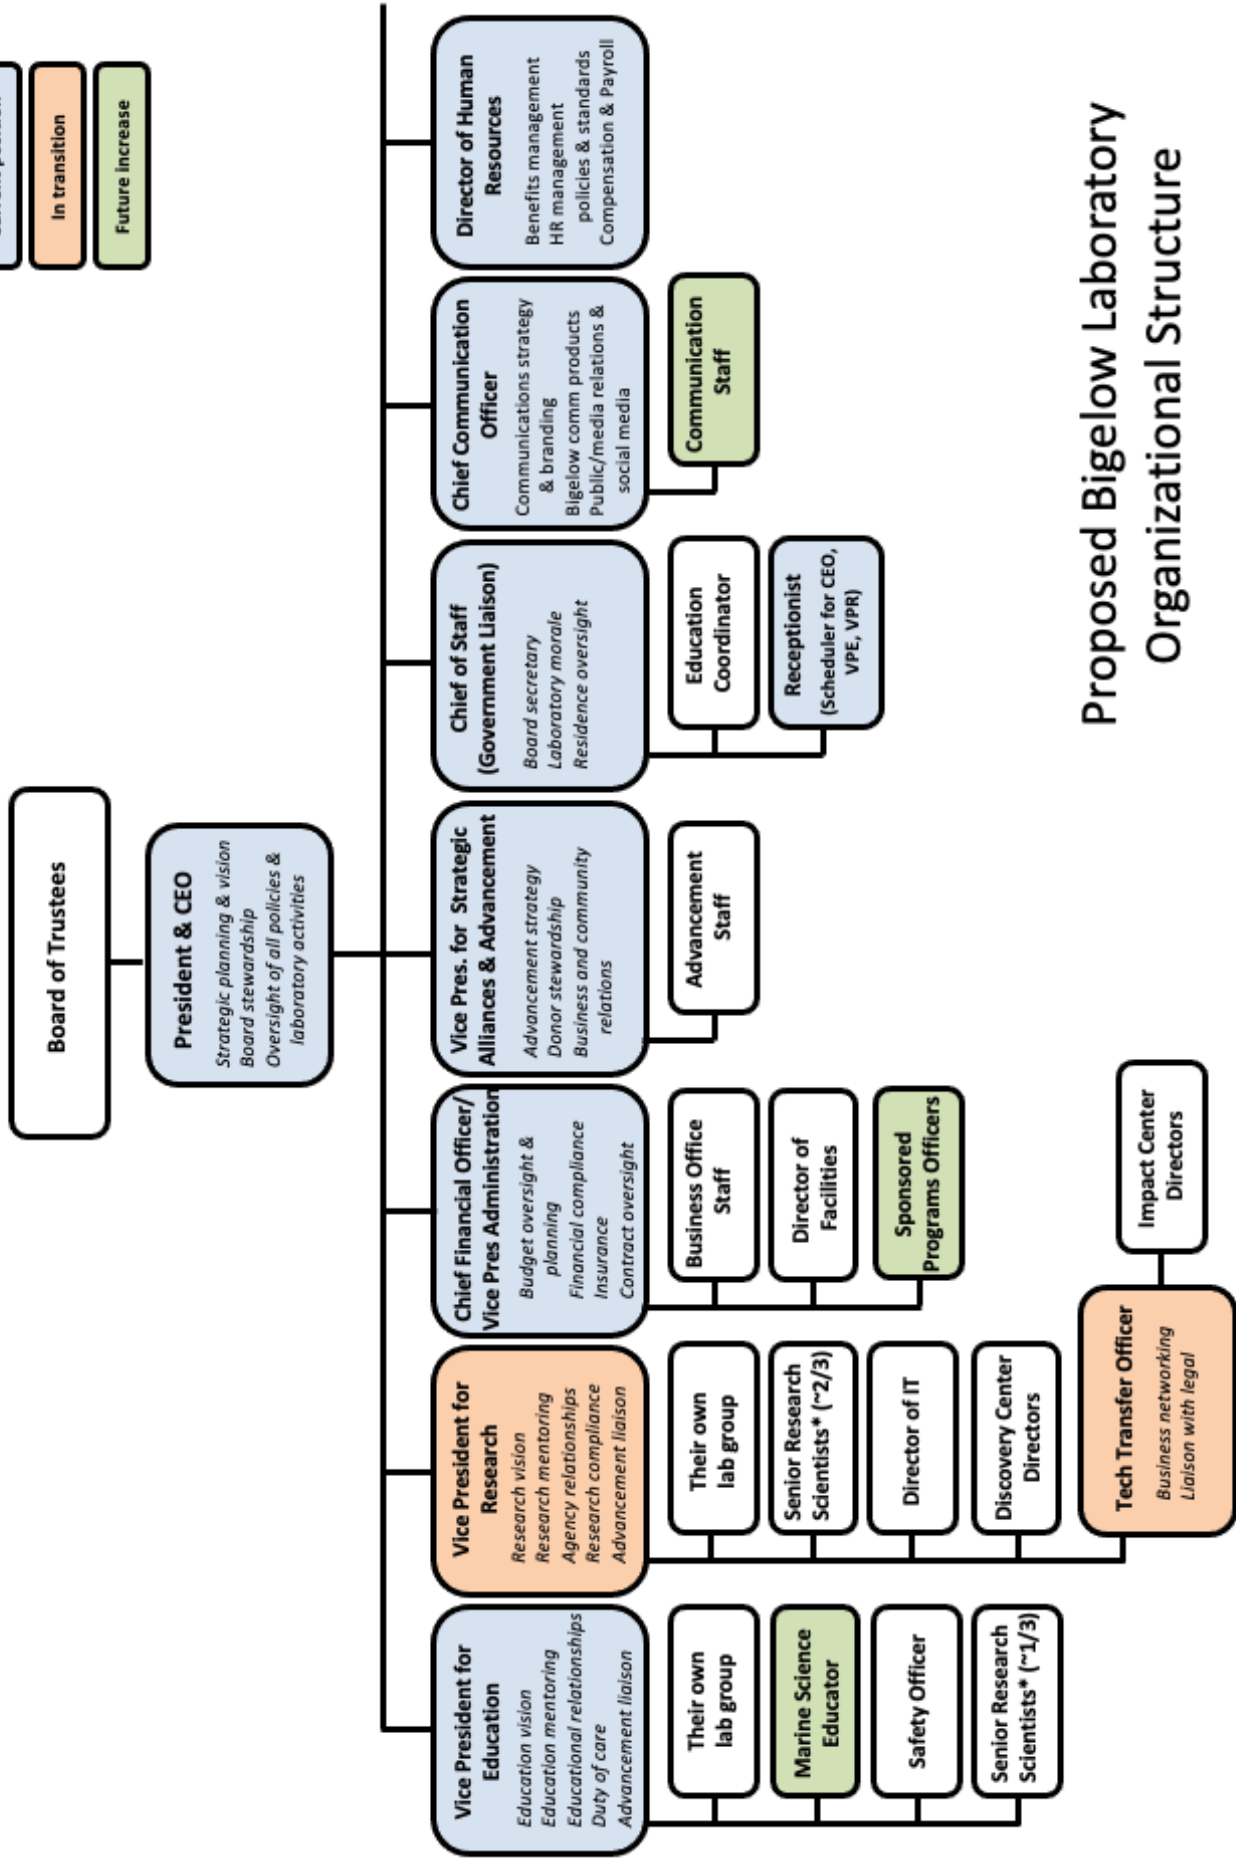 In transition
Future increase
Board of Trustees
President & CEO
Strategic planning & vision
Board stewardship
Oversight of all policies &
laboratory activities
Vice President for
Education
Education vision
Education mentoring
Educational relationships
Duty of care
Advancement liaison
Their own
lab group
Marine Science
Educator
Safety Officer
Senior Research
Scientists* (~1/3)
Vice President for
Research
Research vision
Research mentoring
Agency relationships
Research compliance
Advancement liaison
Their own
lab group
Senior Research
Scientists* (~2/3)
Director of IT
Discovery Center
Directors
Tech Transfer Officer
Business networking
Liaison with legal
Impact Center
Directors
Chief Financial Officer/
Vice Pres Administration
Budget oversight &
planning
Financial compliance
Insurance
Contract oversight
Business Office
Staff
Director of
Facilities
Sponsored
Programs Officers
Vice Pres. for Strategic
Alliances & Advancement
Advancement strategy
Donor stewardship
Business and community
relations
Advancement
Staff
Chief of Staff
(Government Liaison)
Board secretary
Laboratory morale
Residence oversight
Education
Coordinator
Receptionist
(Scheduler for CEO,
VPE, VPR)
Chief Communication
Officer
Communications strategy
& branding
Bigelow comm products
Public/media relations &
social media
Communication
Staff
Director of Human
Resources
Benefits management
HR management
policies & standards
Compensation & Payroll
Proposed Bigelow Laboratory
Organizational Structure